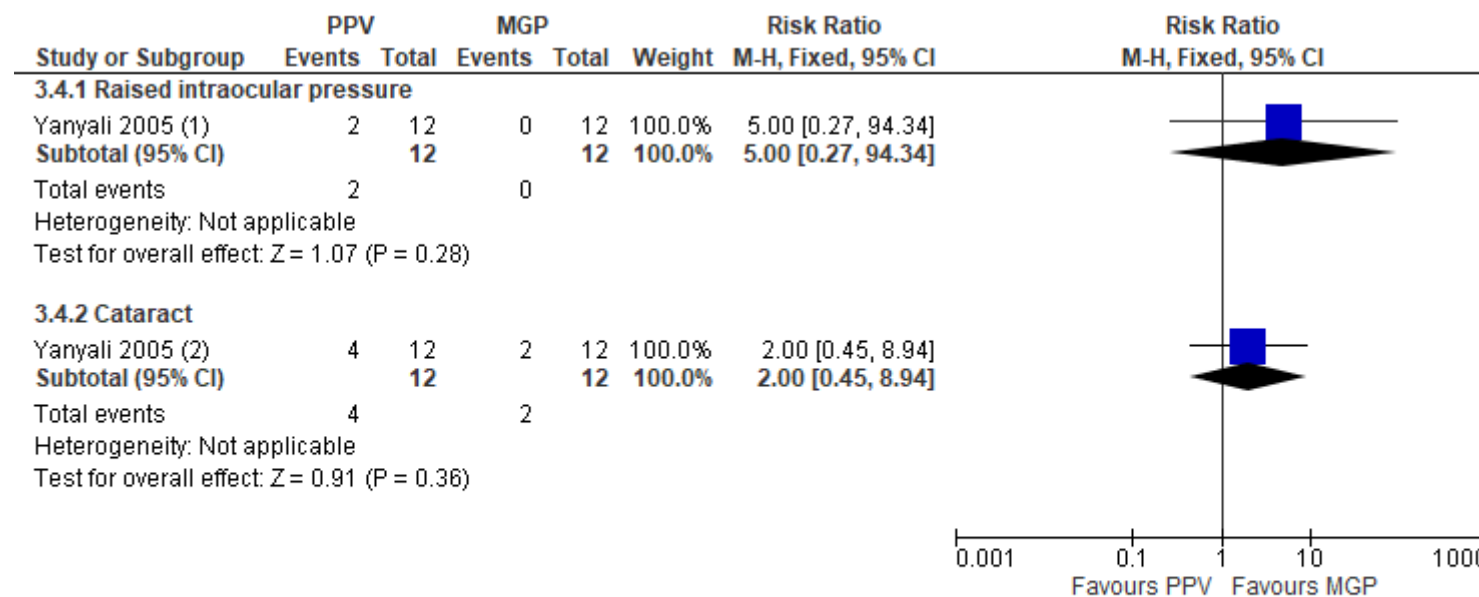 PPV MGP Risk Ratio Risk Ratio
Study or Subgroup Events Total Events Total Weight M-H, Fixed, 95% CI M-H, Fixed, 95% CI
3.4.1 Raised intraocular pressure
Yanyali 2005 (1) 2 12 0 12 100.0% 5.00 [0.27, 94.34]
Subtotal (95% CI) 12 12 100.0% 5.00 [0.27, 94.34]
Total events 2 0
Heterogeneity: Not applicable
Test for overall effect: Z = 1.07 (P = 0.28)
3.4.2 Cataract
Yanyali 2005 (2) 4 12 2 12 100.0% 2.00 [0.45, 8.94]
Subtotal (95% CI) 12 12 100.0% 2.00 [0.45, 8.94]
Total events 4 2
Heterogeneity: Not applicable
Test for overall effect: Z = 0.91 (P = 0.36)
0.001 0.1 1 10 1000
Favours PPV Favours MGP